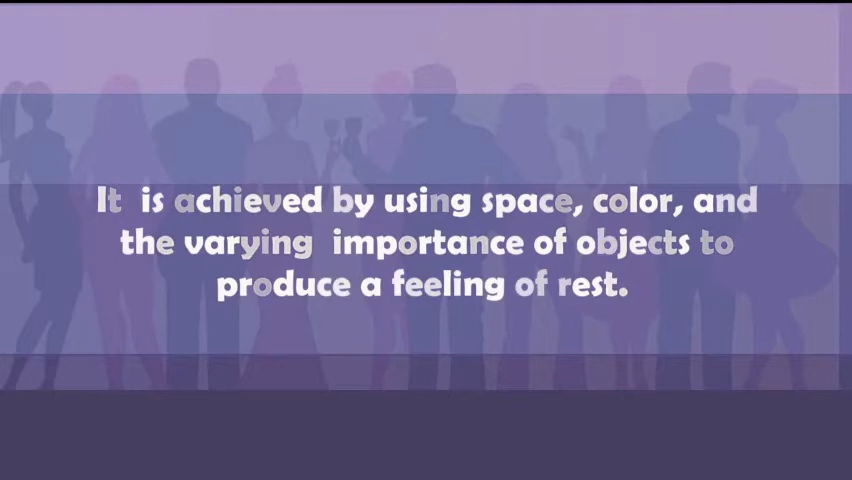 It is achieved by using space, color, and
the varying importance of objects to
produce a feeling of rest.